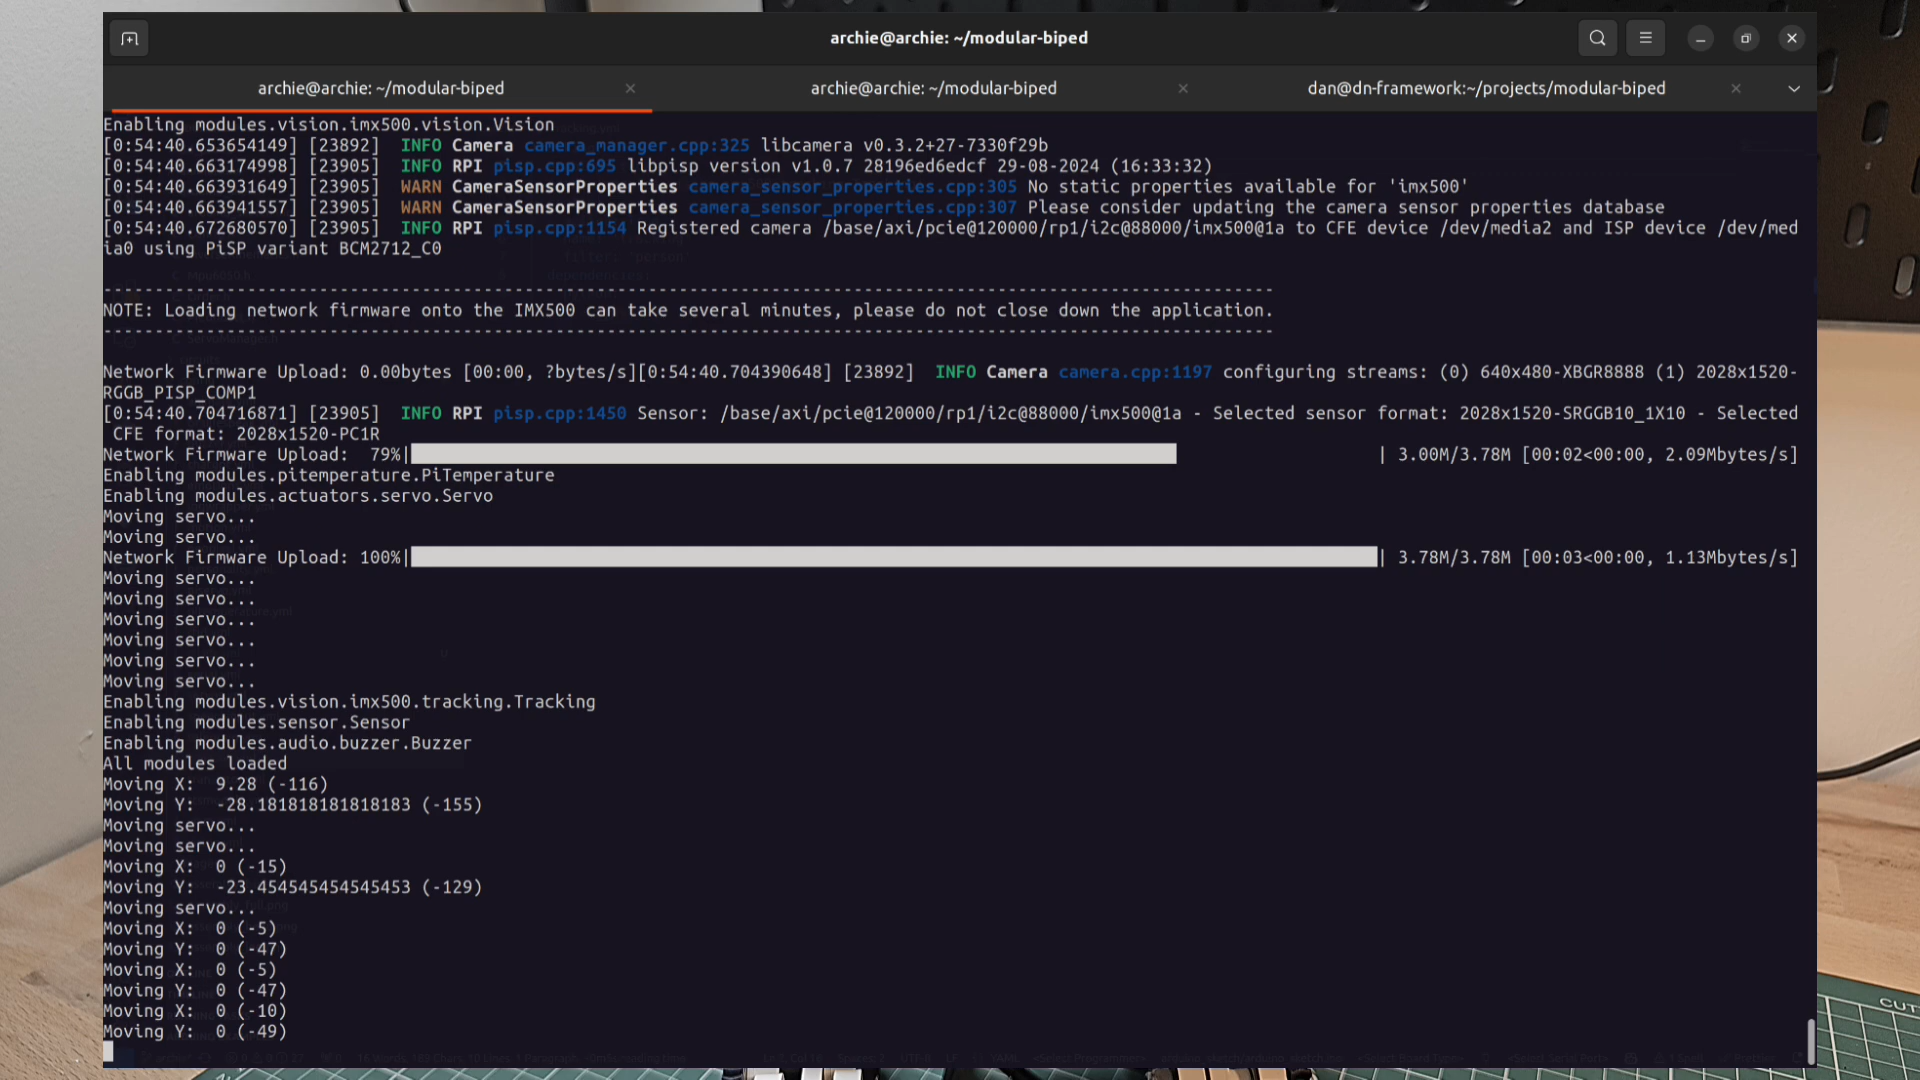 archie@archie: ~/modular-biped
archie@archie: ~/modular-biped
archie@archie: ~/modular-biped
dan@dn-framework:~/projects/modular-biped
Enabling modules.vision.imx500.vision.Vision
[0:54:40.653654149] [23892]  INFO Camera camera_manager.cpp:325 libcamera v0.3.2+27-7330f29b
[0:54:40.663174998] [23905]  INFO RPI pisp.cpp:695 libpisp version v1.0.7 28196ed6edcf 29-08-2024 (16:33:32)
[0:54:40.663931649] [23905]  WARN CameraSensorProperties camera_sensor_properties.cpp:305 No static properties available for 'imx500'
[0:54:40.663941557] [23905]  WARN CameraSensorProperties camera_sensor_properties.cpp:307 Please consider updating the camera sensor properties database
[0:54:40.672680570] [23905]  INFO RPI pisp.cpp:1154 Registered camera /base/axi/pcie@120000/rp1/i2c@88000/imx500@1a to CFE device /dev/media2 and ISP device /dev/med
ia0 using PiSP variant BCM2712_C0
------------------------------------------------------------------------------------------------------------------
NOTE: Loading network firmware onto the IMX500 can take several minutes, please do not close down the application.
------------------------------------------------------------------------------------------------------------------
Network Firmware Upload: 0.00bytes [00:00, ?bytes/s][0:54:40.704390648] [23892]  INFO Camera camera.cpp:1197 configuring streams: (0) 640x480-XBGR8888 (1) 2028x1520-
RGGB_PISP_COMP1
[0:54:40.704716871] [23905]  INFO RPI pisp.cpp:1450 Sensor: /base/axi/pcie@120000/rp1/i2c@88000/imx500@1a - Selected sensor format: 2028x1520-SRGGB10_1X10 - Selected
CFE format: 2028x1520-PC1R
Network Firmware Upload:  79%| | 3.00M/3.78M [00:02<00:00, 2.09Mbytes/s]
Enabling modules.pitemperature.PiTemperature
Enabling modules.actuators.servo.Servo
Moving servo...
Moving servo...
Network Firmware Upload: 100%| | 3.78M/3.78M [00:03<00:00, 1.13Mbytes/s]
Moving servo...
Moving servo...
Moving servo...
Moving servo...
Moving servo...
Moving servo...
Enabling modules.vision.imx500.tracking.Tracking
Enabling modules.sensor.Sensor
Enabling modules.audio.buzzer.Buzzer
All modules loaded
Moving X:  9.28 (-116)
Moving Y:  -28.181818181818183 (-155)
Moving servo...
Moving servo...
Moving X:  0 (-15)
Moving Y:  -23.454545454545453 (-129)
Moving servo...
Moving X:  0 (-5)
Moving Y:  0 (-47)
Moving X:  0 (-5)
Moving Y:  0 (-47)
Moving X:  0 (-10)
Moving Y:  0 (-49)